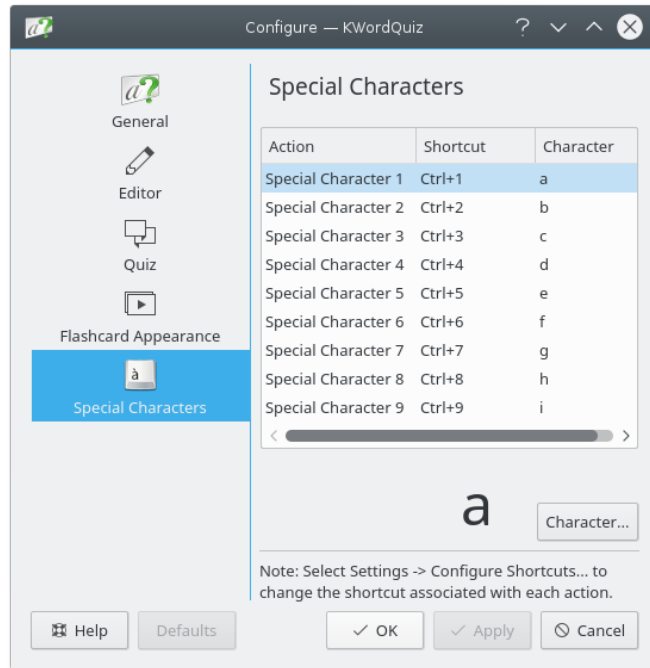 Configure — KWordQuiz
General
Editor
Quiz
Flashcard Appearance
Special Characters
Special Characters
Action Shortcut Character
Special Character 1 Ctrl+1 a
Special Character 2 Ctrl+2 b
Special Character 3 Ctrl+3 c
Special Character 4 Ctrl+4 d
Special Character 5 Ctrl+5 e
Special Character 6 Ctrl+6 f
Special Character 7 Ctrl+7 g
Special Character 8 Ctrl+8 h
Special Character 9 Ctrl+9 i
a
Character...
Note: Select Settings -> Configure Shortcuts... to
change the shortcut associated with each action.
Help Defaults OK Apply Cancel